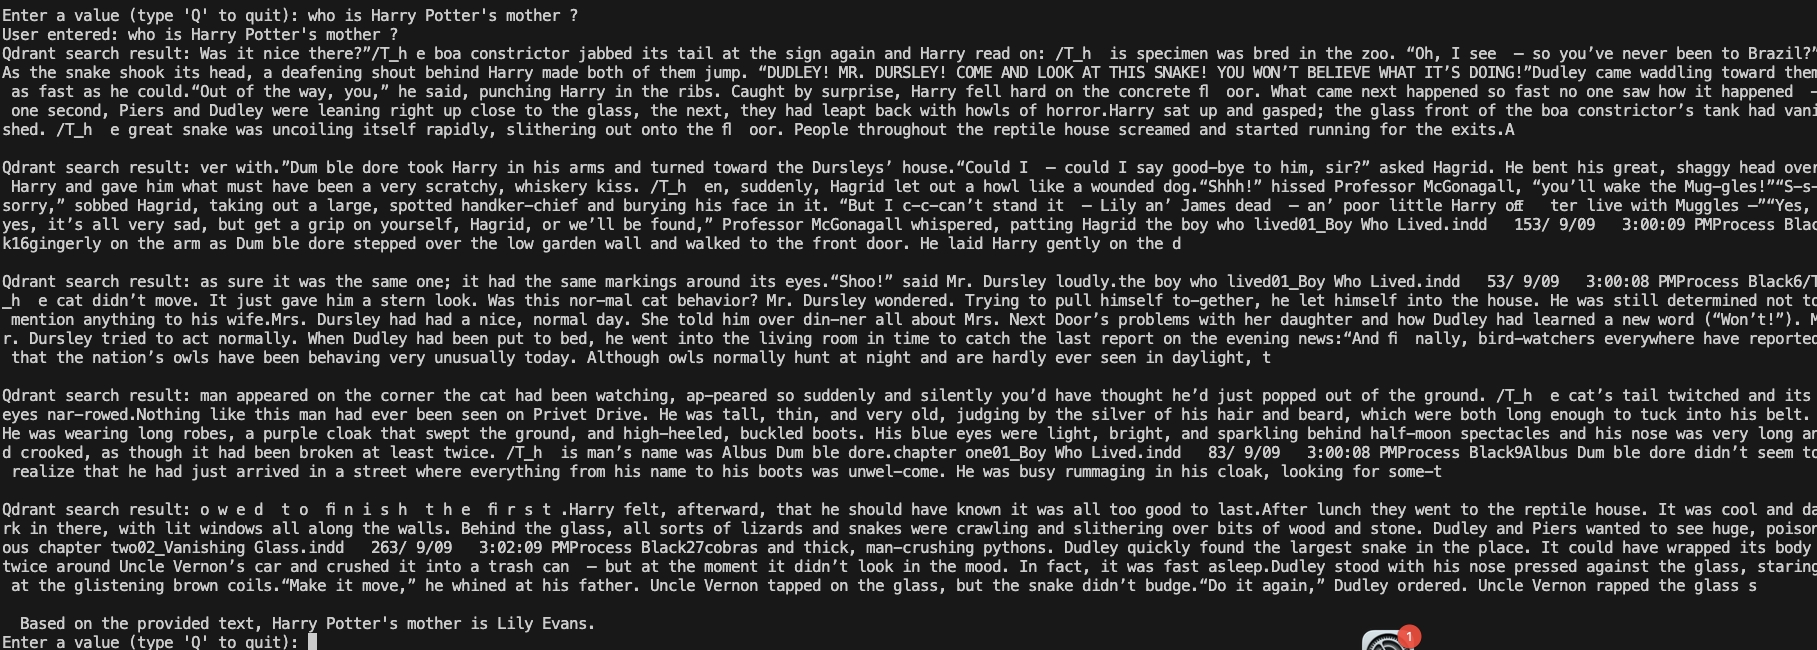 Enter a value (type 'Q' to quit): who is Harry Potter's mother ?
User entered: who is Harry Potter's mother ?
Qdrant search result: Was it nice there?”/T_h e boa constrictor jabbed its tail at the sign again and Harry read on: /T_h  is specimen was bred in the zoo. “Oh, I see  — so you’ve never been to Brazil?”
As the snake shook its head, a deafening shout behind Harry made both of them jump. “DUDLEY! MR. DURSLEY! COME AND LOOK AT THIS SNAKE! YOU WON’T BELIEVE WHAT IT’S DOING!”Dudley came waddling toward them
as fast as he could.“Out of the way, you,” he said, punching Harry in the ribs. Caught by surprise, Harry fell hard on the concrete fl  oor. What came next happened so fast no one saw how it happened  —
one second, Piers and Dudley were leaning right up close to the glass, the next, they had leapt back with howls of horror.Harry sat up and gasped; the glass front of the boa constrictor’s tank had vani
shed. /T_h  e great snake was uncoiling itself rapidly, slithering out onto the fl  oor. People throughout the reptile house screamed and started running for the exits.A
Qdrant search result: ver with.”Dum ble dore took Harry in his arms and turned toward the Dursleys’ house.“Could I  — could I say good-bye to him, sir?” asked Hagrid. He bent his great, shaggy head over
Harry and gave him what must have been a very scratchy, whiskery kiss. /T_h  en, suddenly, Hagrid let out a howl like a wounded dog.“Shhh!” hissed Professor McGonagall, “you’ll wake the Mug-gles!”“S-s-
sorry,” sobbed Hagrid, taking out a large, spotted handker-chief and burying his face in it. “But I c-c-can’t stand it  — Lily an’ James dead  — an’ poor little Harry off  ter live with Muggles —”“Yes,
yes, it’s all very sad, but get a grip on yourself, Hagrid, or we’ll be found,” Professor McGonagall whispered, patting Hagrid the boy who lived01_Boy Who Lived.indd   153/ 9/09   3:00:09 PMProcess Blac
k16gingerly on the arm as Dum ble dore stepped over the low garden wall and walked to the front door. He laid Harry gently on the d
Qdrant search result: as sure it was the same one; it had the same markings around its eyes.“Shoo!” said Mr. Dursley loudly.the boy who lived01_Boy Who Lived.indd   53/ 9/09   3:00:08 PMProcess Black6/T
_h  e cat didn’t move. It just gave him a stern look. Was this nor-mal cat behavior? Mr. Dursley wondered. Trying to pull himself to-gether, he let himself into the house. He was still determined not to
mention anything to his wife.Mrs. Dursley had had a nice, normal day. She told him over din-ner all about Mrs. Next Door’s problems with her daughter and how Dudley had learned a new word (“Won’t!”). M
r. Dursley tried to act normally. When Dudley had been put to bed, he went into the living room in time to catch the last report on the evening news:“And fi  nally, bird-watchers everywhere have reported
that the nation’s owls have been behaving very unusually today. Although owls normally hunt at night and are hardly ever seen in daylight, t
Qdrant search result: man appeared on the corner the cat had been watching, ap-peared so suddenly and silently you’d have thought he’d just popped out of the ground. /T_h  e cat’s tail twitched and its
eyes nar-rowed.Nothing like this man had ever been seen on Privet Drive. He was tall, thin, and very old, judging by the silver of his hair and beard, which were both long enough to tuck into his belt.
He was wearing long robes, a purple cloak that swept the ground, and high-heeled, buckled boots. His blue eyes were light, bright, and sparkling behind half-moon spectacles and his nose was very long an
d crooked, as though it had been broken at least twice. /T_h  is man’s name was Albus Dum ble dore.chapter one01_Boy Who Lived.indd   83/ 9/09   3:00:08 PMProcess Black9Albus Dum ble dore didn’t seem to
realize that he had just arrived in a street where everything from his name to his boots was unwel-come. He was busy rummaging in his cloak, looking for some-t
Qdrant search result: o w e d  t o  fi n i s h  t h e  fi r s t .Harry felt, afterward, that he should have known it was all too good to last.After lunch they went to the reptile house. It was cool and da
rk in there, with lit windows all along the walls. Behind the glass, all sorts of lizards and snakes were crawling and slithering over bits of wood and stone. Dudley and Piers wanted to see huge, poison
ous chapter two02_Vanishing Glass.indd   263/ 9/09   3:02:09 PMProcess Black27cobras and thick, man-crushing pythons. Dudley quickly found the largest snake in the place. It could have wrapped its body
twice around Uncle Vernon’s car and crushed it into a trash can  — but at the moment it didn’t look in the mood. In fact, it was fast asleep.Dudley stood with his nose pressed against the glass, staring
at the glistening brown coils.“Make it move,” he whined at his father. Uncle Vernon tapped on the glass, but the snake didn’t budge.“Do it again,” Dudley ordered. Uncle Vernon rapped the glass s
Based on the provided text, Harry Potter's mother is Lily Evans.
Enter a value (type 'Q' to quit):
1